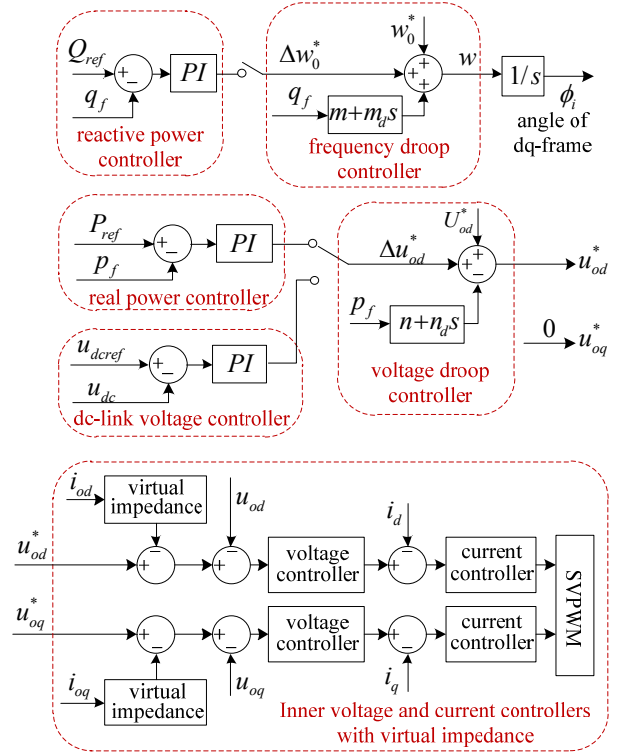 Q_ref
+
−
PI
q_f
reactive power
controller
Δw_0^*
w_0^*
+
+
+
w
1/s
ϕ_i
q_f
m+m_d s
angle of
dq-frame
frequency droop
controller
P_ref
+
−
PI
p_f
real power controller
u_dcref
+
−
PI
u_dc
dc-link voltage controller
U_od^*
Δu_od^*
+
+
−
u_od^*
p_f
n+n_d s
0
u_oq^*
voltage droop
controller
i_od
virtual
impedance
u_od
i_d
u_od^*
+
−
+
−
voltage
controller
+
−
current
controller
SVPWM
u_oq^*
+
−
+
−
voltage
controller
+
−
current
controller
i_oq
virtual
impedance
u_oq
i_q
Inner voltage and current controllers
with virtual impedance